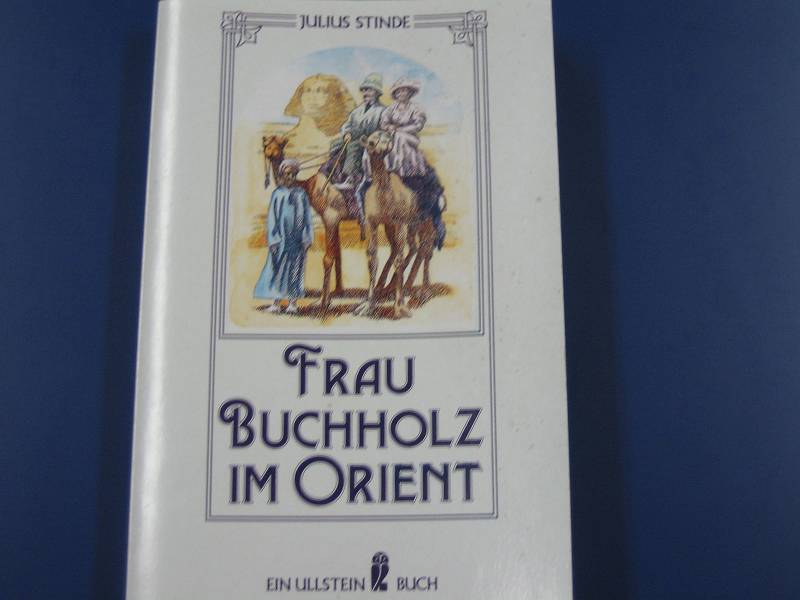 JULIUS STINDE
FRAU
BUCHHOLZ
IM ORIENT
EIN ULLSTEIN BUCH